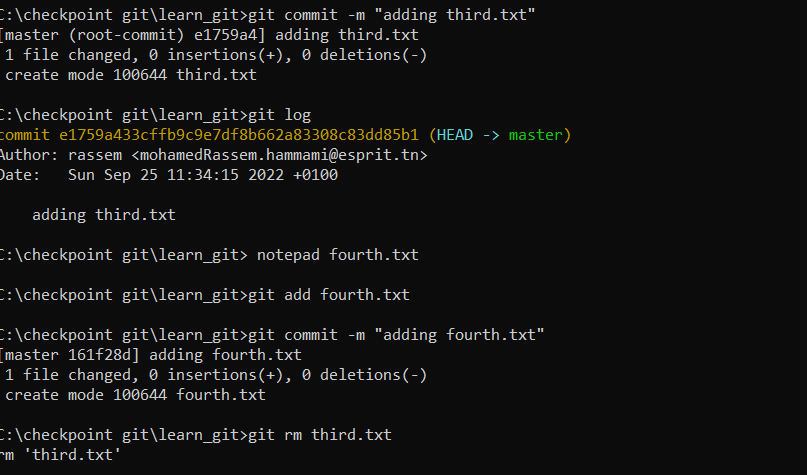 C:\checkpoint git\learn_git>git commit -m "adding third.txt"
[master (root-commit) e1759a4] adding third.txt
 1 file changed, 0 insertions(+), 0 deletions(-)
 create mode 100644 third.txt
C:\checkpoint git\learn_git>git log
commit e1759a433cffb9c9e7df8b662a83308c83dd85b1 (HEAD -> master)
Author: rassem <mohamedRassem.hammami@esprit.tn>
Date:   Sun Sep 25 11:34:15 2022 +0100
    adding third.txt
C:\checkpoint git\learn_git> notepad fourth.txt
C:\checkpoint git\learn_git>git add fourth.txt
C:\checkpoint git\learn_git>git commit -m "adding fourth.txt"
[master 161f28d] adding fourth.txt
 1 file changed, 0 insertions(+), 0 deletions(-)
 create mode 100644 fourth.txt
C:\checkpoint git\learn_git>git rm third.txt
rm 'third.txt'